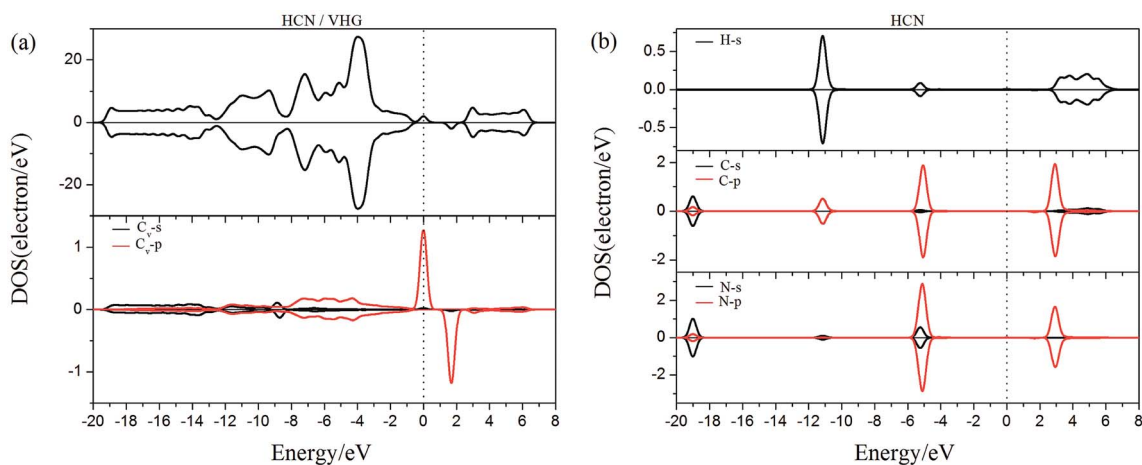 HCN / VHG
(a)
20
0
-20
C_v-s
C_v-p
1
0
-1
DOS(electron/eV)
-20 -18 -16 -14 -12 -10 -8 -6 -4 -2 0 2 4 6 8
Energy/eV
HCN
(b)
H-s
0.5
0.0
-0.5
C-s
C-p
2
0
-2
N-s
N-p
2
0
-2
DOS(electron/eV)
-20 -18 -16 -14 -12 -10 -8 -6 -4 -2 0 2 4 6 8
Energy/eV